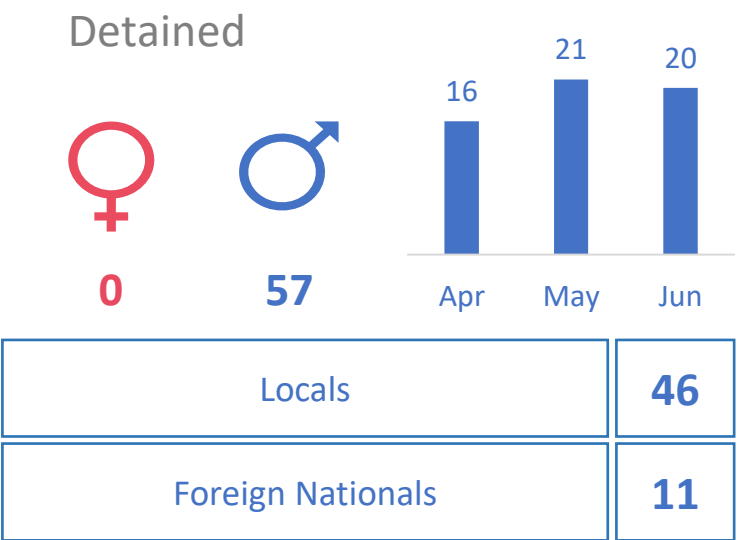 Detained
0 57
16 21 20
Apr May Jun
Locals 46
Foreign Nationals 11